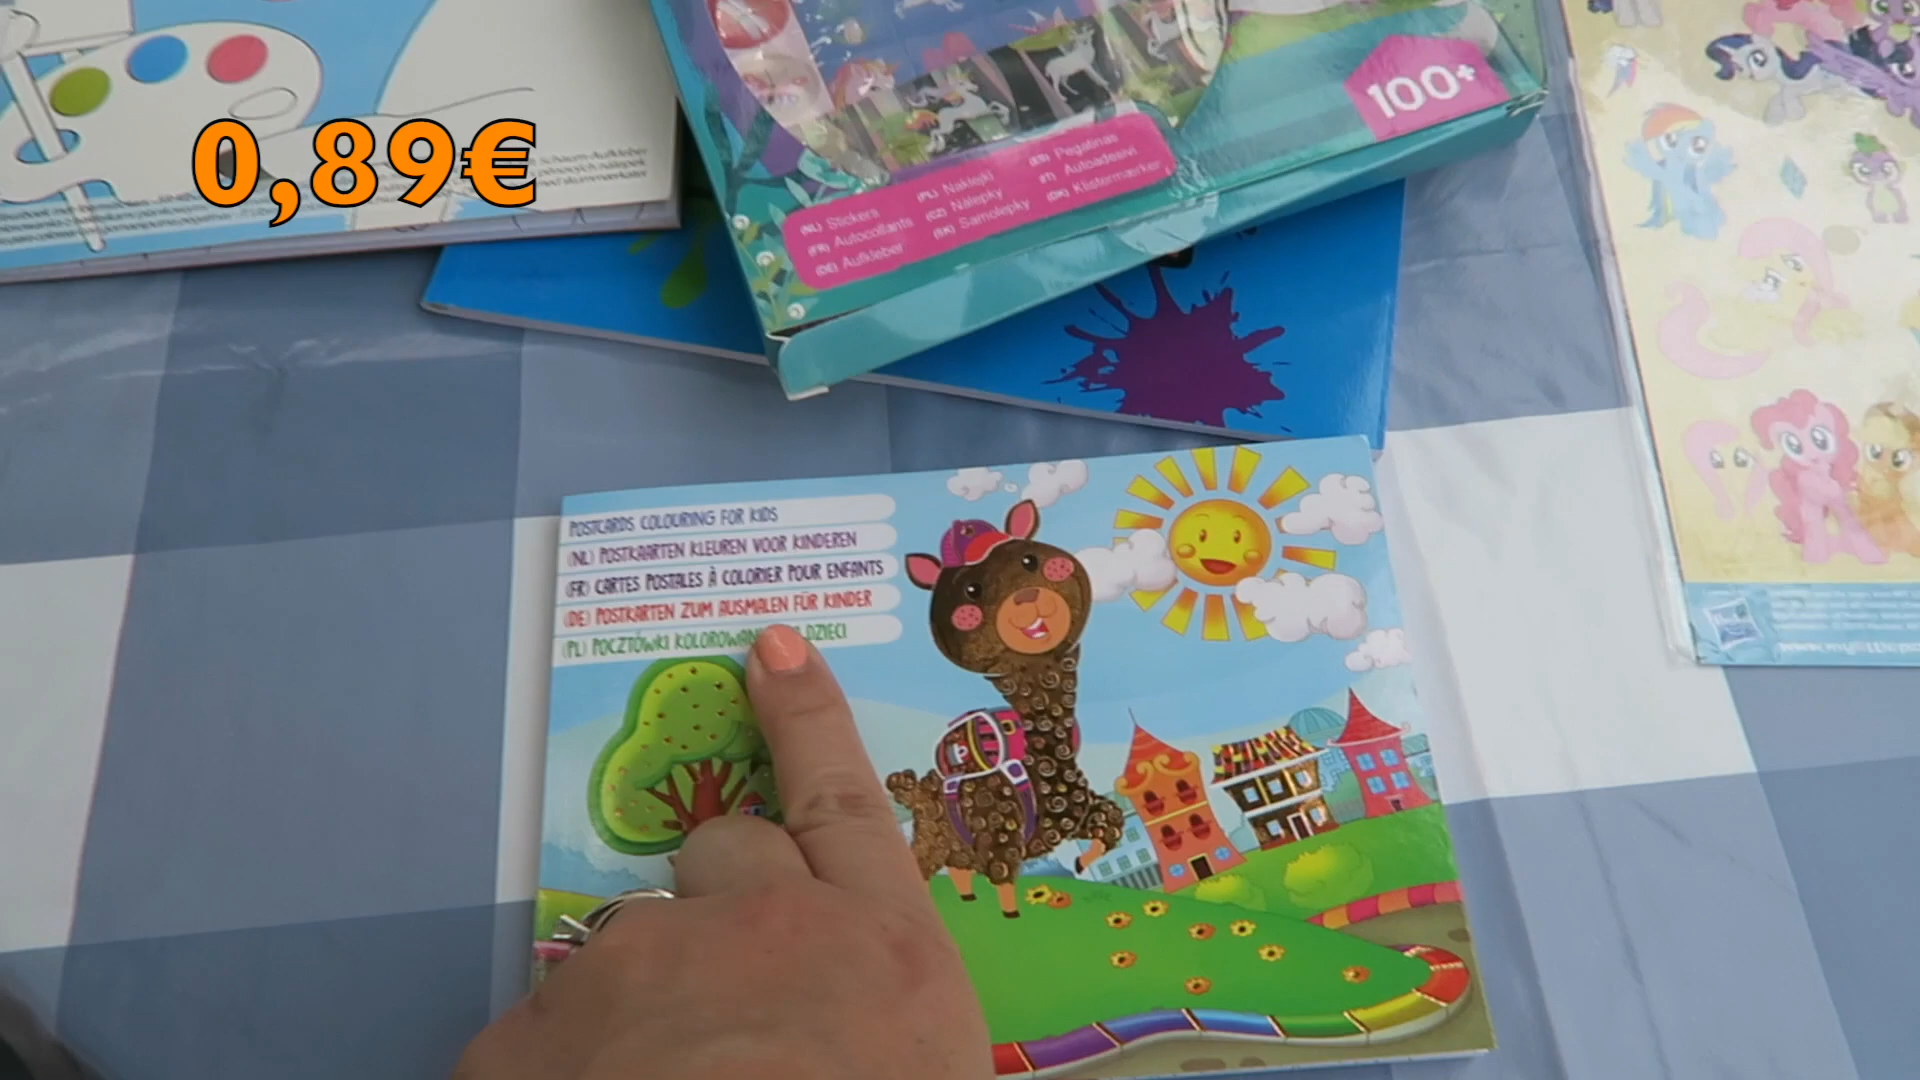 0,89€
Schaum-Aufkleber
100+
(NL) Stickers
(FR) Autocollants
(DE) Aufkleber
(PL) Naklejki
(CZ) Nálepky
(SK) Samolepky
(ES) Pegatinas
(IT) Autoadesivi
(DK) Klistermærker
POSTCARDS COLOURING FOR KIDS
(NL) POSTKAARTEN KLEUREN VOOR KINDEREN
(FR) CARTES POSTALES À COLORIER POUR ENFANTS
(DE) POSTKARTEN ZUM AUSMALEN FÜR KINDER
(PL) POCZTÓWKI DZIECI